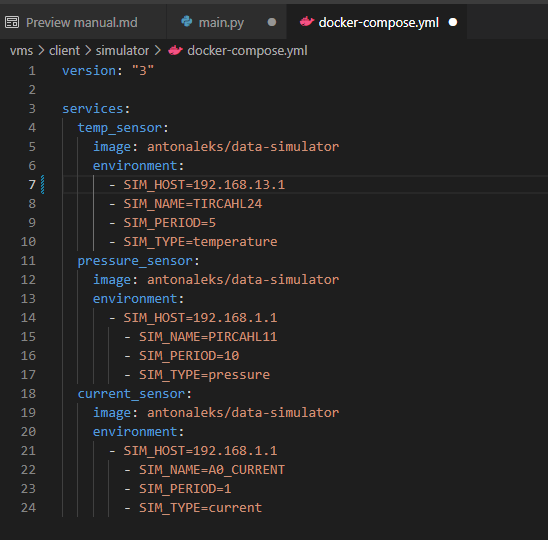 Preview manual.md main.py docker-compose.yml
vms > client > simulator > docker-compose.yml
1 version: "3"
2
3 services:
4   temp_sensor:
5     image: antonaleks/data-simulator
6     environment:
7       - SIM_HOST=192.168.13.1
8       - SIM_NAME=TIRCAHL24
9       - SIM_PERIOD=5
10       - SIM_TYPE=temperature
11   pressure_sensor:
12     image: antonaleks/data-simulator
13     environment:
14       - SIM_HOST=192.168.1.1
15         - SIM_NAME=PIRCAHL11
16         - SIM_PERIOD=10
17         - SIM_TYPE=pressure
18   current_sensor:
19     image: antonaleks/data-simulator
20     environment:
21       - SIM_HOST=192.168.1.1
22         - SIM_NAME=A0_CURRENT
23         - SIM_PERIOD=1
24         - SIM_TYPE=current